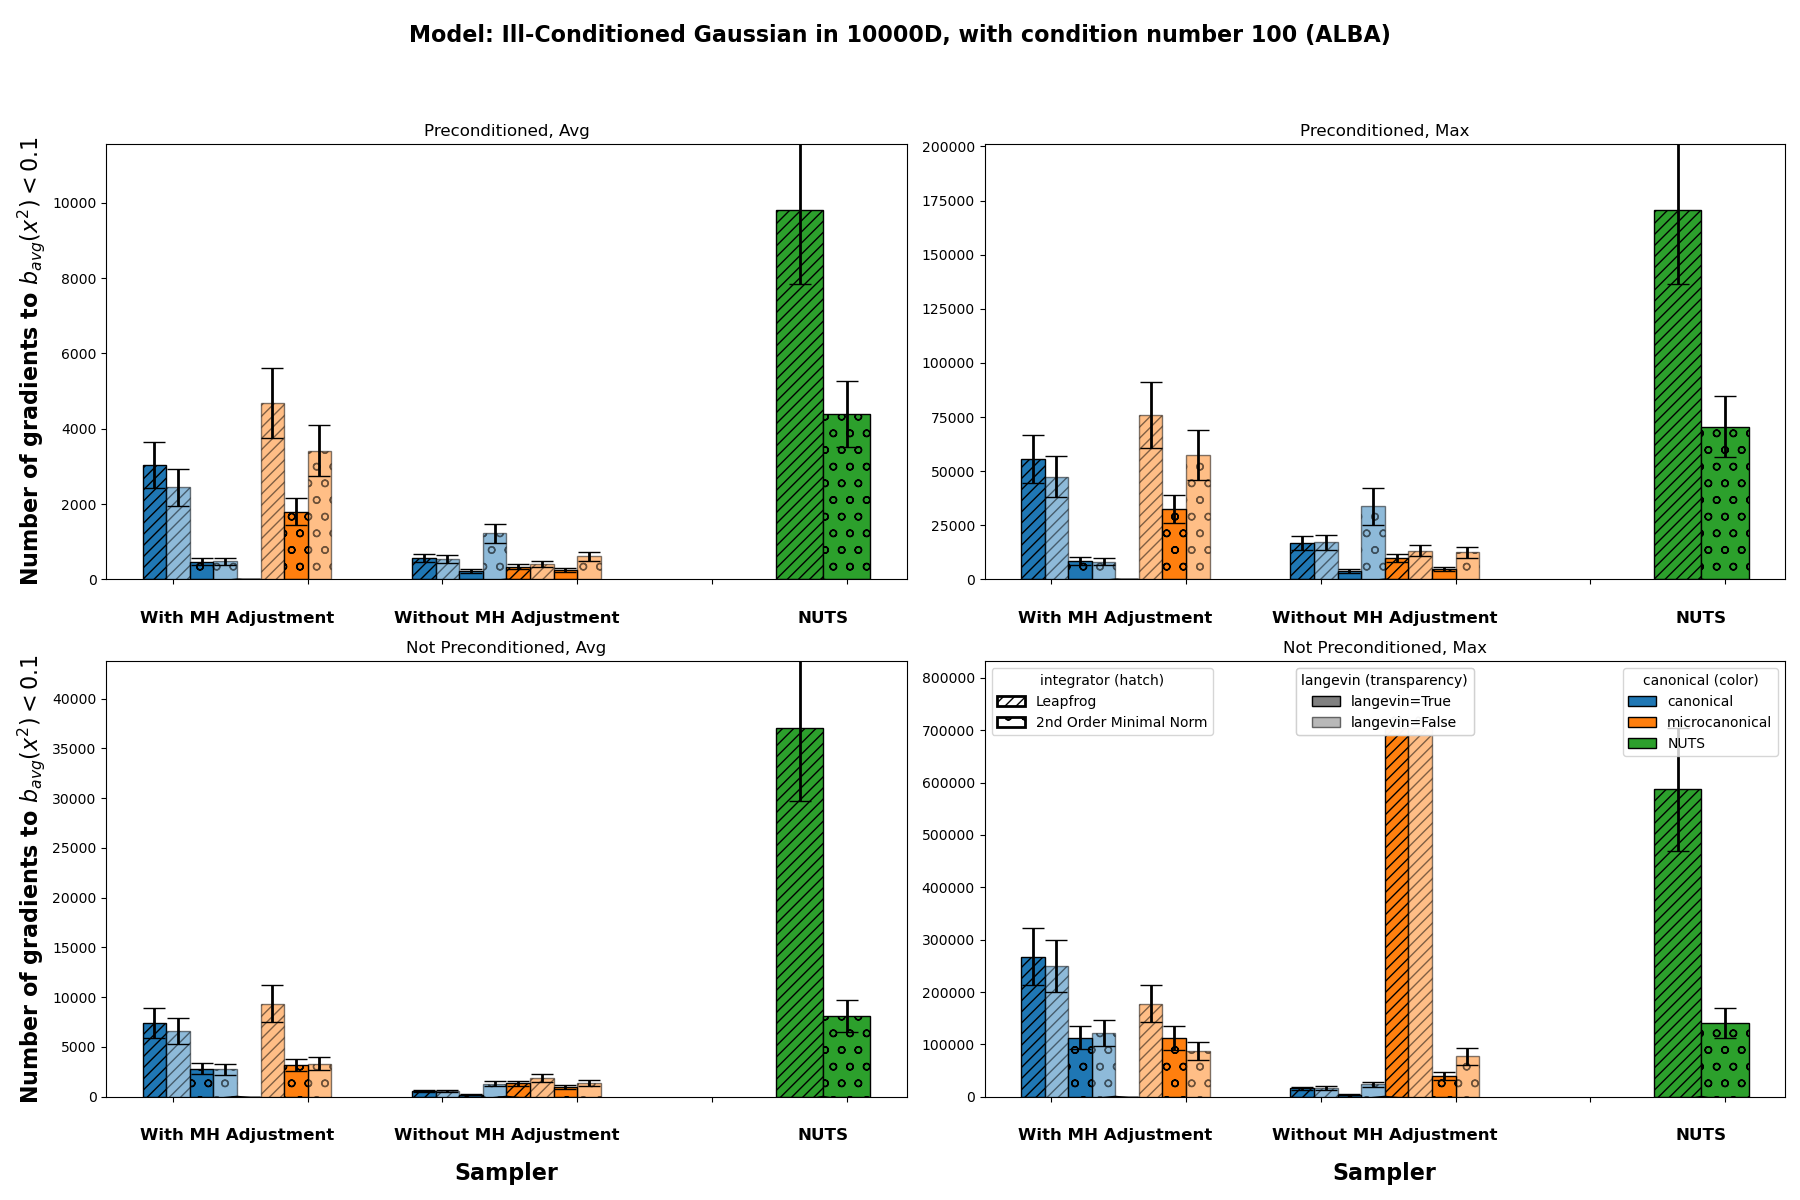 Model: Ill-Conditioned Gaussian in 10000D, with condition number 100 (ALBA)
Preconditioned, Avg
Number of gradients to $b_{avg}(x^2) < 0.1$
10000
8000
6000
4000
2000
0
With MH Adjustment
Without MH Adjustment
NUTS
Preconditioned, Max
200000
175000
150000
125000
100000
75000
50000
25000
0
With MH Adjustment
Without MH Adjustment
NUTS
Not Preconditioned, Avg
Number of gradients to $b_{avg}(x^2) < 0.1$
40000
35000
30000
25000
20000
15000
10000
5000
0
With MH Adjustment
Without MH Adjustment
NUTS
Sampler
Not Preconditioned, Max
800000
700000
600000
500000
400000
300000
200000
100000
0
integrator (hatch)
Leapfrog
2nd Order Minimal Norm
langevin (transparency)
langevin=True
langevin=False
canonical (color)
canonical
microcanonical
NUTS
With MH Adjustment
Without MH Adjustment
NUTS
Sampler